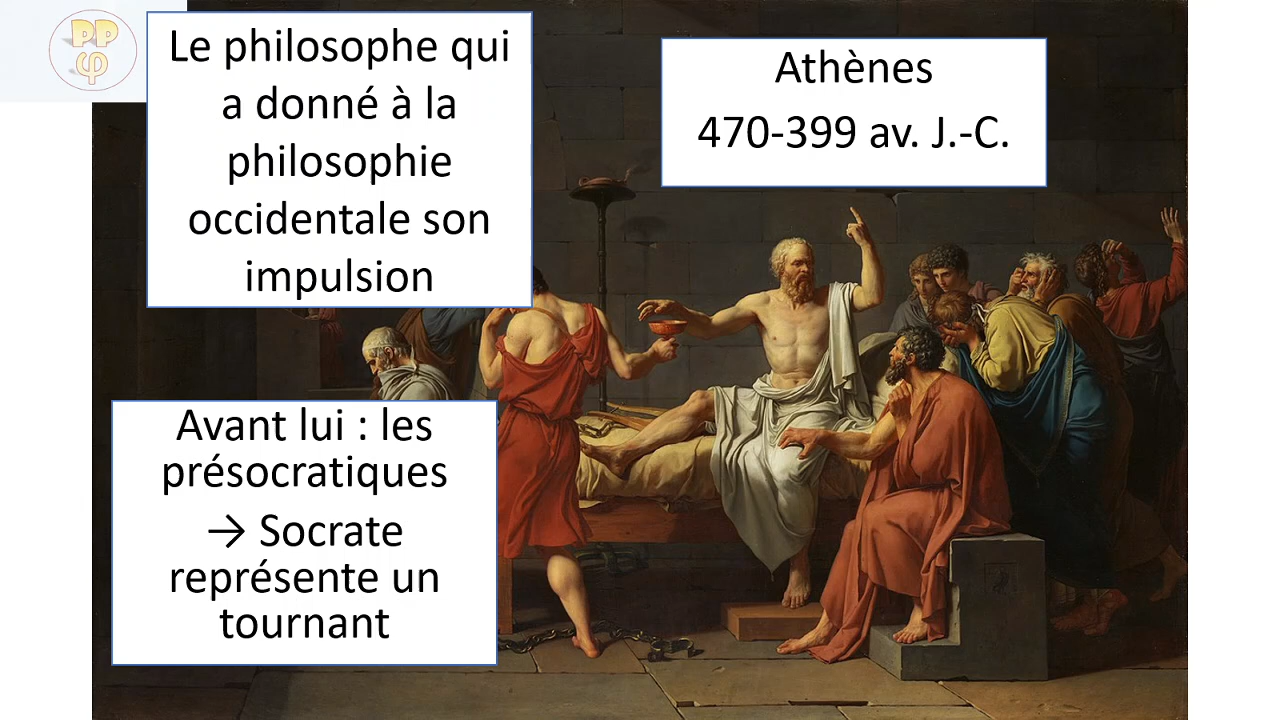 PP
φ
Le philosophe qui
a donné à la
philosophie
occidentale son
impulsion
Athènes
470-399 av. J.-C.
Avant lui : les
présocratiques
→ Socrate
représente un
tournant